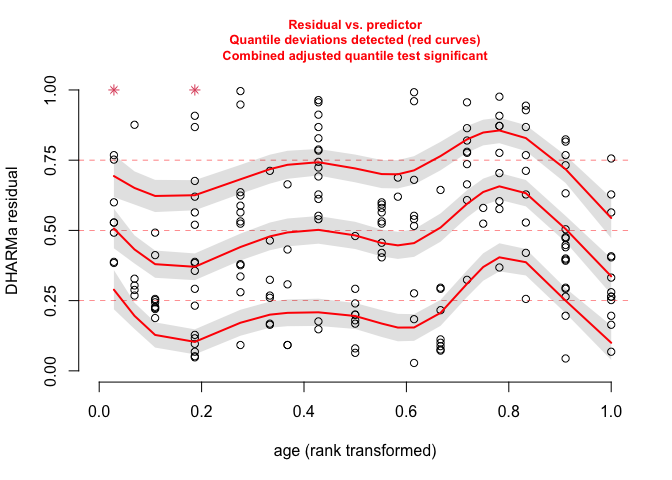 Residual vs. predictor
Quantile deviations detected (red curves)
Combined adjusted quantile test significant
1.00
0.75
0.50
0.25
0.00
DHARMa residual
0.0 0.2 0.4 0.6 0.8 1.0
age (rank transformed)